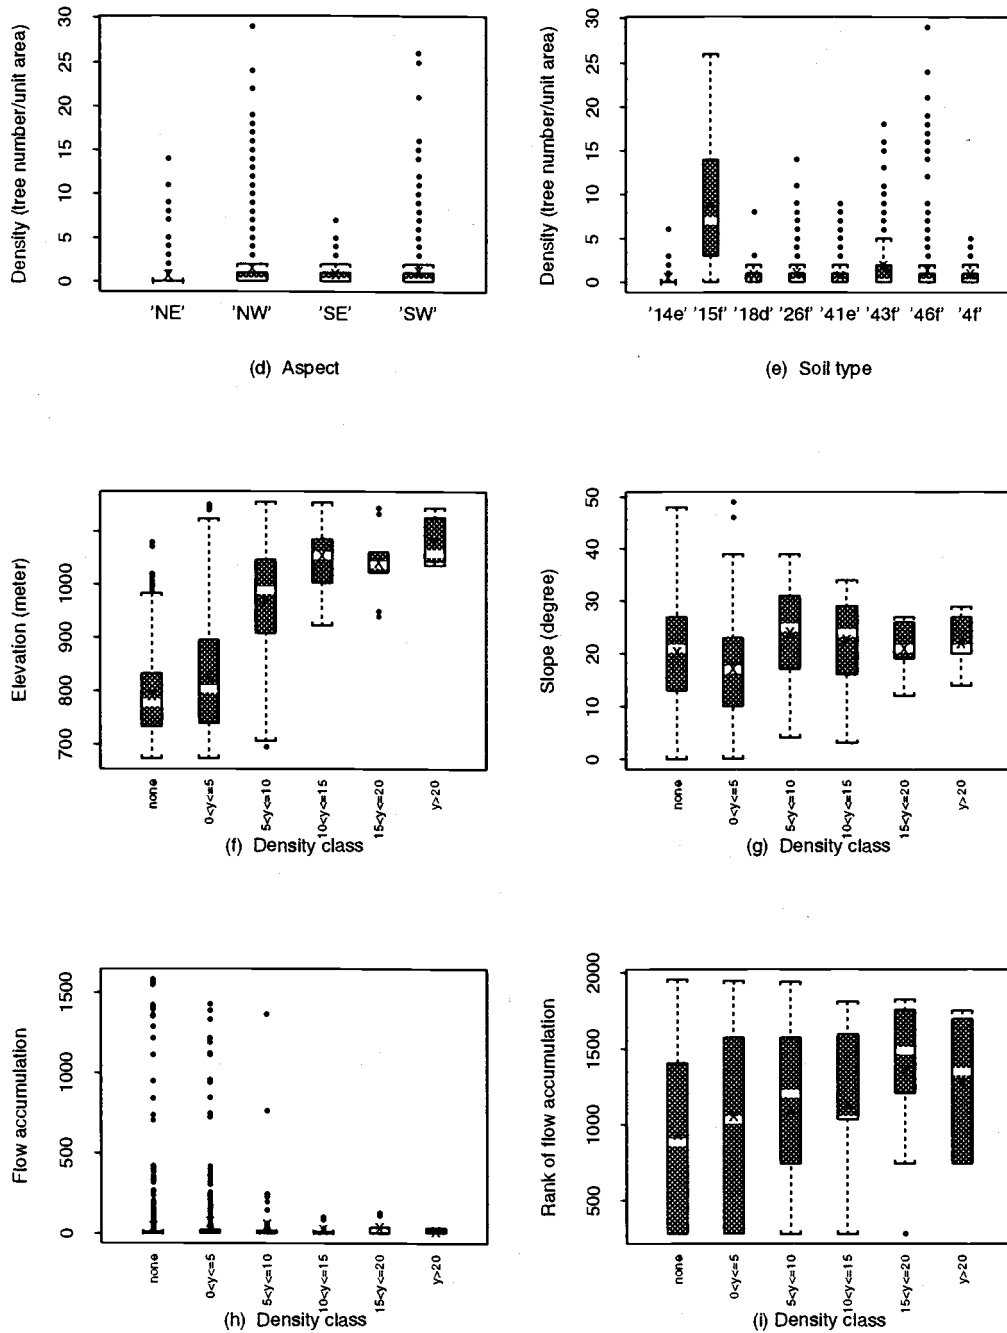 Density (tree number/unit area)
30
25
20
15
10
5
0
'NE' 'NW' 'SE' 'SW'
(d) Aspect
Density (tree number/unit area)
30
25
20
15
10
5
0
'14e' '15f' '18d' '26f' '41e' '43f' '46f' '4f'
(e) Soil type
Elevation (meter)
1000
900
800
700
none 0<y<=5 5<y<=10 10<y<=15 15<y<=20 y>20
(f) Density class
Slope (degree)
50
40
30
20
10
0
none 0<y<=5 5<y<=10 10<y<=15 15<y<=20 y>20
(g) Density class
Flow accumulation
1500
1000
500
0
none 0<y<=5 5<y<=10 10<y<=15 15<y<=20 y>20
(h) Density class
Rank of flow accumulation
2000
1500
1000
500
none 0<y<=5 5<y<=10 10<y<=15 15<y<=20 y>20
(i) Density class